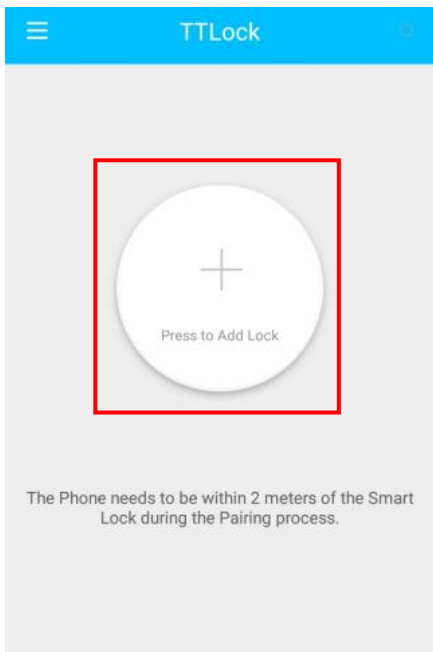 TTLock
Press to Add Lock
The Phone needs to be within 2 meters of the Smart
Lock during the Pairing process.